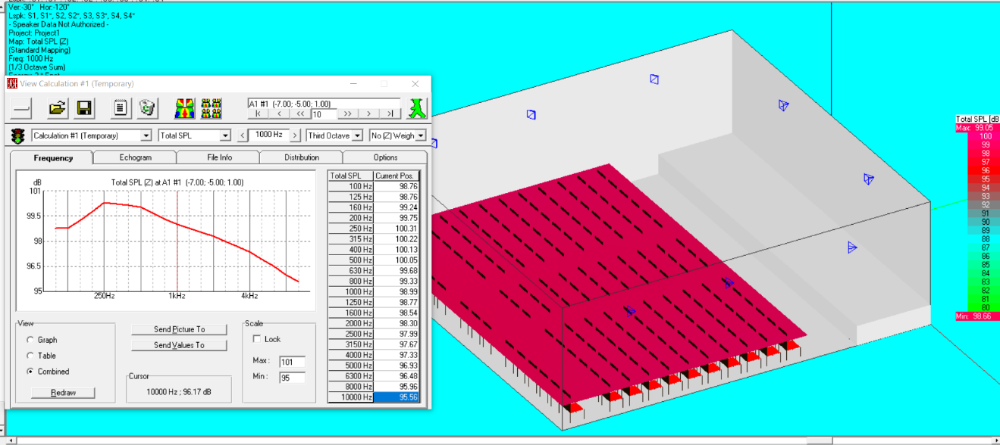 Ver:-30° Hor:-120°
Lspk: S1, S1*, S2, S2*, S3, S3*, S4, S4*
- Speaker Data Not Authorized -
Project: Project1
Map: Total SPL (Z)
(Standard Mapping)
Freq: 1000 Hz
(1/3 Octave Sum)
View Calculation #1 (Temporary)
A1 #1 (-7.00; -5.00; 1.00)
K < << 10 >> > >|
Calculation #1 (Temporary) Total SPL < 1000 Hz > Third Octave No (Z) Weigh
Frequency Echogram File Info Distribution Options
dB Total SPL (Z) at A1 #1 (-7.00; -5.00; 1.00)
101
99.5
98
96.5
95
250Hz 1kHz 4kHz
Total SPL Current Pos.
100 Hz 98.76
125 Hz 98.76
160 Hz 99.24
200 Hz 99.75
250 Hz 100.31
315 Hz 100.22
400 Hz 100.13
500 Hz 100.05
630 Hz 99.68
800 Hz 99.33
1000 Hz 98.99
1250 Hz 98.77
1600 Hz 98.54
2000 Hz 98.30
2500 Hz 97.99
3150 Hz 97.67
4000 Hz 97.33
5000 Hz 96.93
6300 Hz 96.48
8000 Hz 95.96
10000 Hz 95.56
View
Graph
Table
Combined
Redraw
Send Picture To
Send Values To
Cursor
10000 Hz ; 96.17 dB
Scale
Lock
Max : 101
Min : 95
Total SPL [dB
Max: 99.05
100
99
98
97
96
95
94
93
92
91
90
89
88
87
86
85
84
83
82
81
80
Min: 98.66